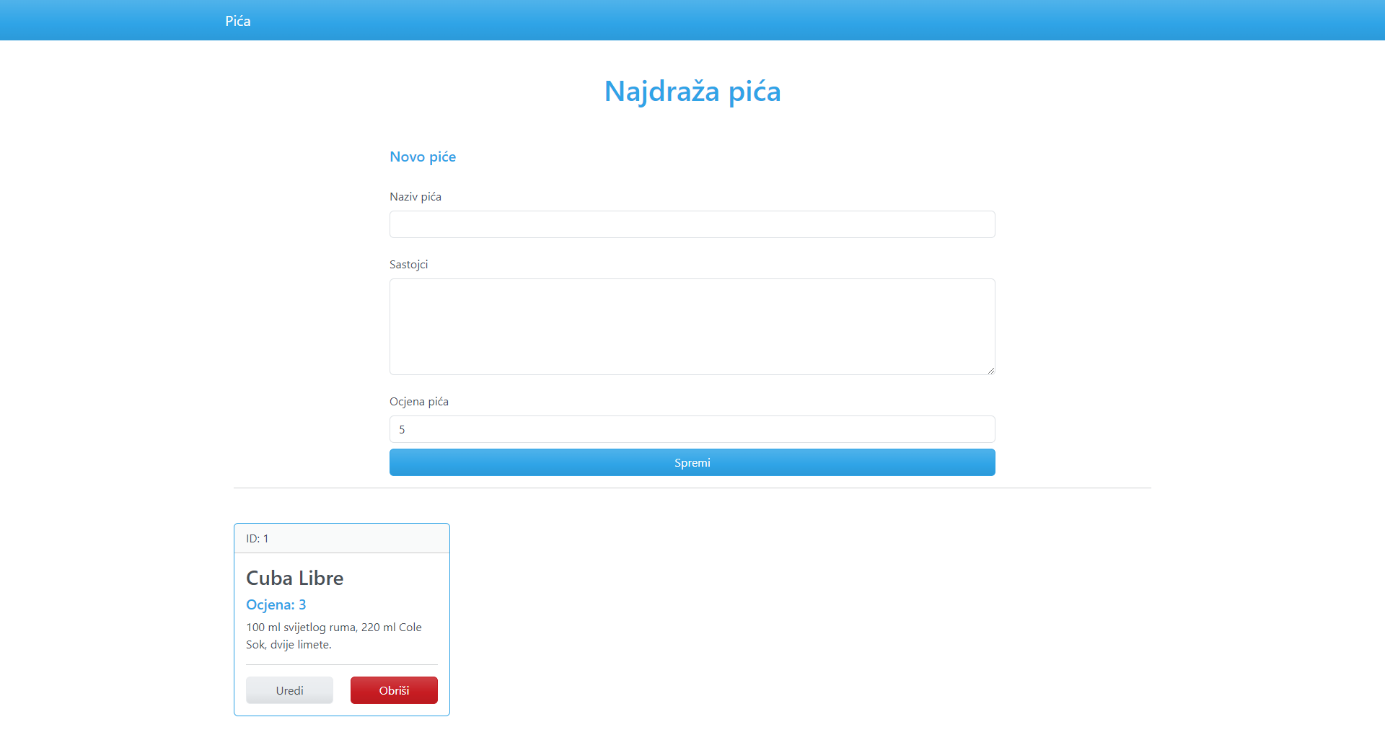 Pića
Najdraža pića
Novo piće
Naziv pića
Sastojci
Ocjena pića
5
Spremi
ID: 1
Cuba Libre
Ocjena: 3
100 ml svijetlog ruma, 220 ml Cole
Sok, dvije limete.
Uredi
Obriši